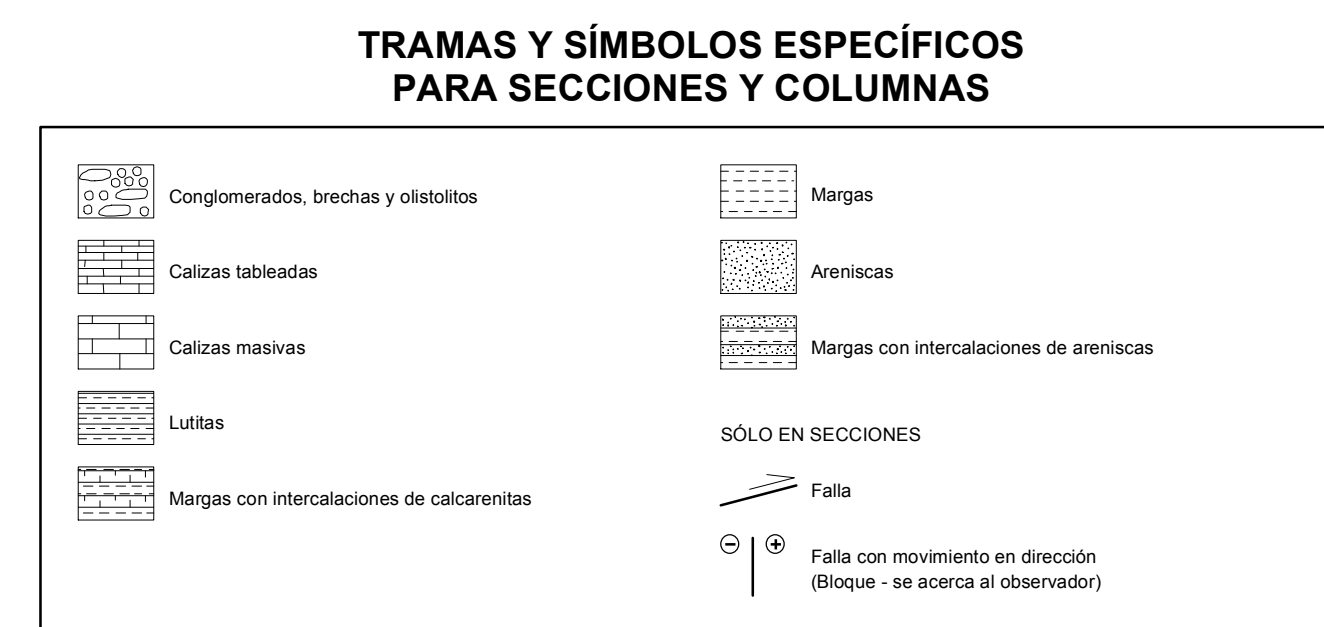 TRAMAS Y SÍMBOLOS ESPECÍFICOS
PARA SECCIONES Y COLUMNAS
Conglomerados, brechas y olistolitos
Calizas tableadas
Calizas masivas
Lutitas
Margas con intercalaciones de calcarenitas
Margas
Areniscas
Margas con intercalaciones de areniscas
SÓLO EN SECCIONES
Falla
Falla con movimiento en dirección
(Bloque - se acerca al observador)